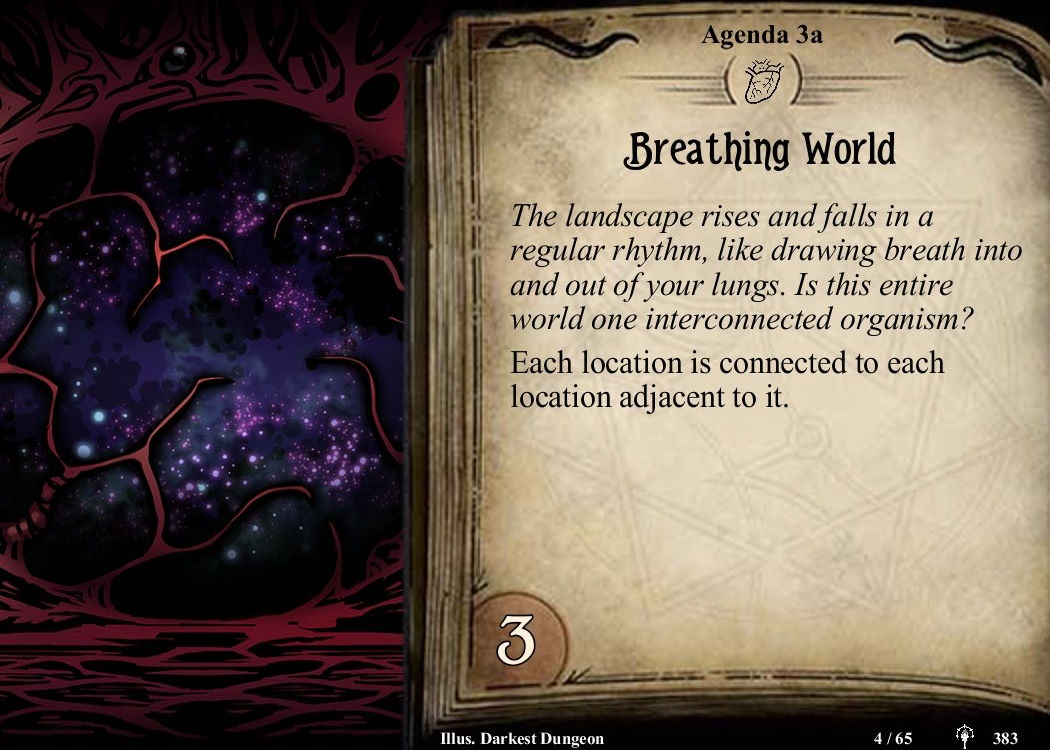 Agenda 3a
Breathing World
The landscape rises and falls in a
regular rhythm, like drawing breath into
and out of your lungs. Is this entire
world one interconnected organism?
Each location is connected to each
location adjacent to it.
3
Illus. Darkest Dungeon
4 / 65
383